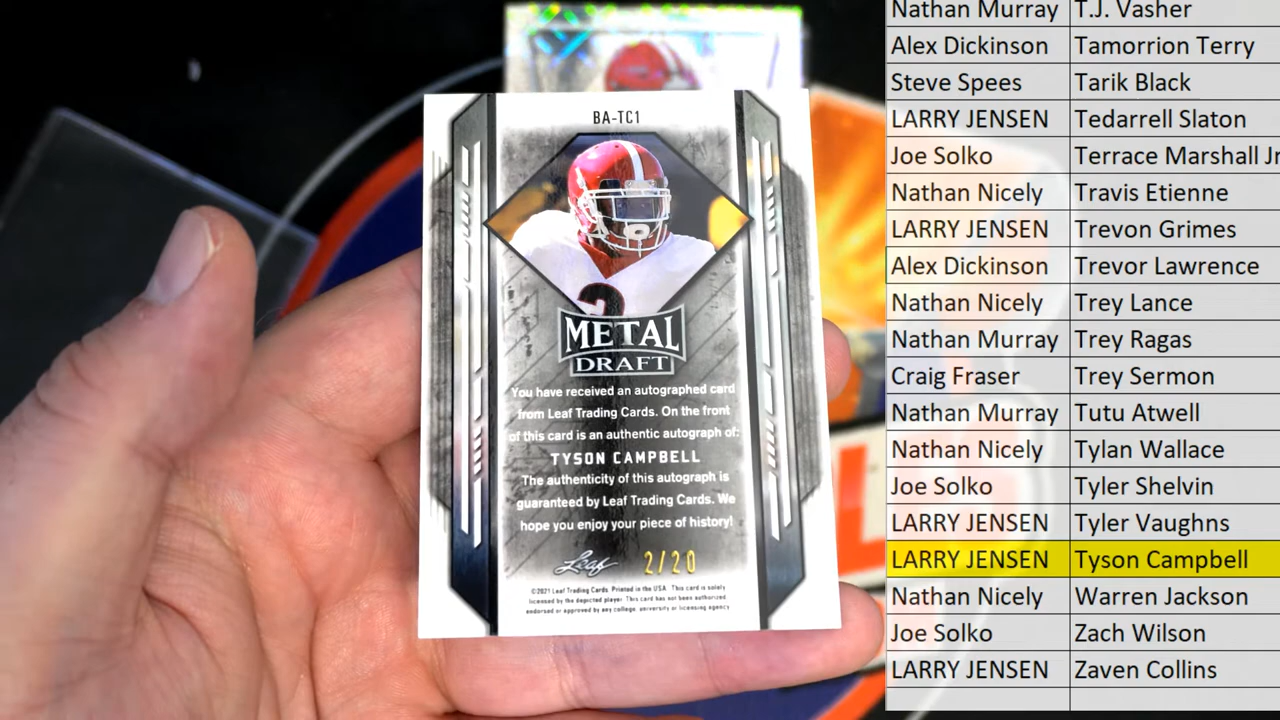 BA-TC1
METAL
DRAFT
You have received an autographed card
from Leaf Trading Cards. On the front
of this card is an authentic autograph of:
TYSON CAMPBELL
The authenticity of this autograph is
guaranteed by Leaf Trading Cards. We
hope you enjoy your piece of history!
Leaf 2/20
©2021 Leaf Trading Cards. Printed in the USA. This card is solely
licensed by the depicted player. This card has not been authorized,
endorsed or approved by any college, university or licensing agency
Nathan Murray T.J. Vasher
Alex Dickinson Tamorrion Terry
Steve Spees Tarik Black
LARRY JENSEN Tedarrell Slaton
Joe Solko Terrace Marshall Jr
Nathan Nicely Travis Etienne
LARRY JENSEN Trevon Grimes
Alex Dickinson Trevor Lawrence
Nathan Nicely Trey Lance
Nathan Murray Trey Ragas
Craig Fraser Trey Sermon
Nathan Murray Tutu Atwell
Nathan Nicely Tylan Wallace
Joe Solko Tyler Shelvin
LARRY JENSEN Tyler Vaughns
LARRY JENSEN Tyson Campbell
Nathan Nicely Warren Jackson
Joe Solko Zach Wilson
LARRY JENSEN Zaven Collins